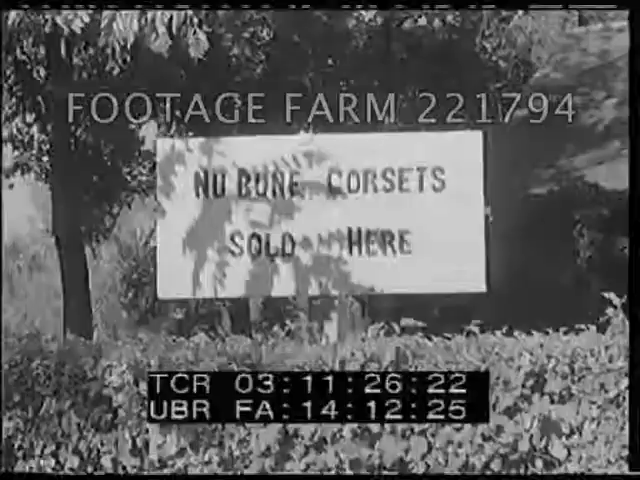 FOOTAGE FARM 221794
NU BONE CORSETS
SOLD HERE
TCR 03:11:26:22
UBR FA:14:12:25